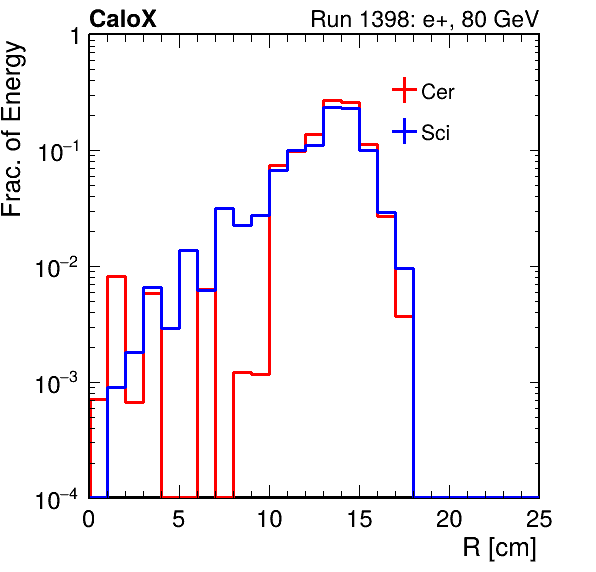 CaloX Run 1398: e+, 80 GeV
Frac. of Energy
1
10⁻¹
10⁻²
10⁻³
10⁻⁴
Cer
Sci
0 5 10 15 20 25
R [cm]